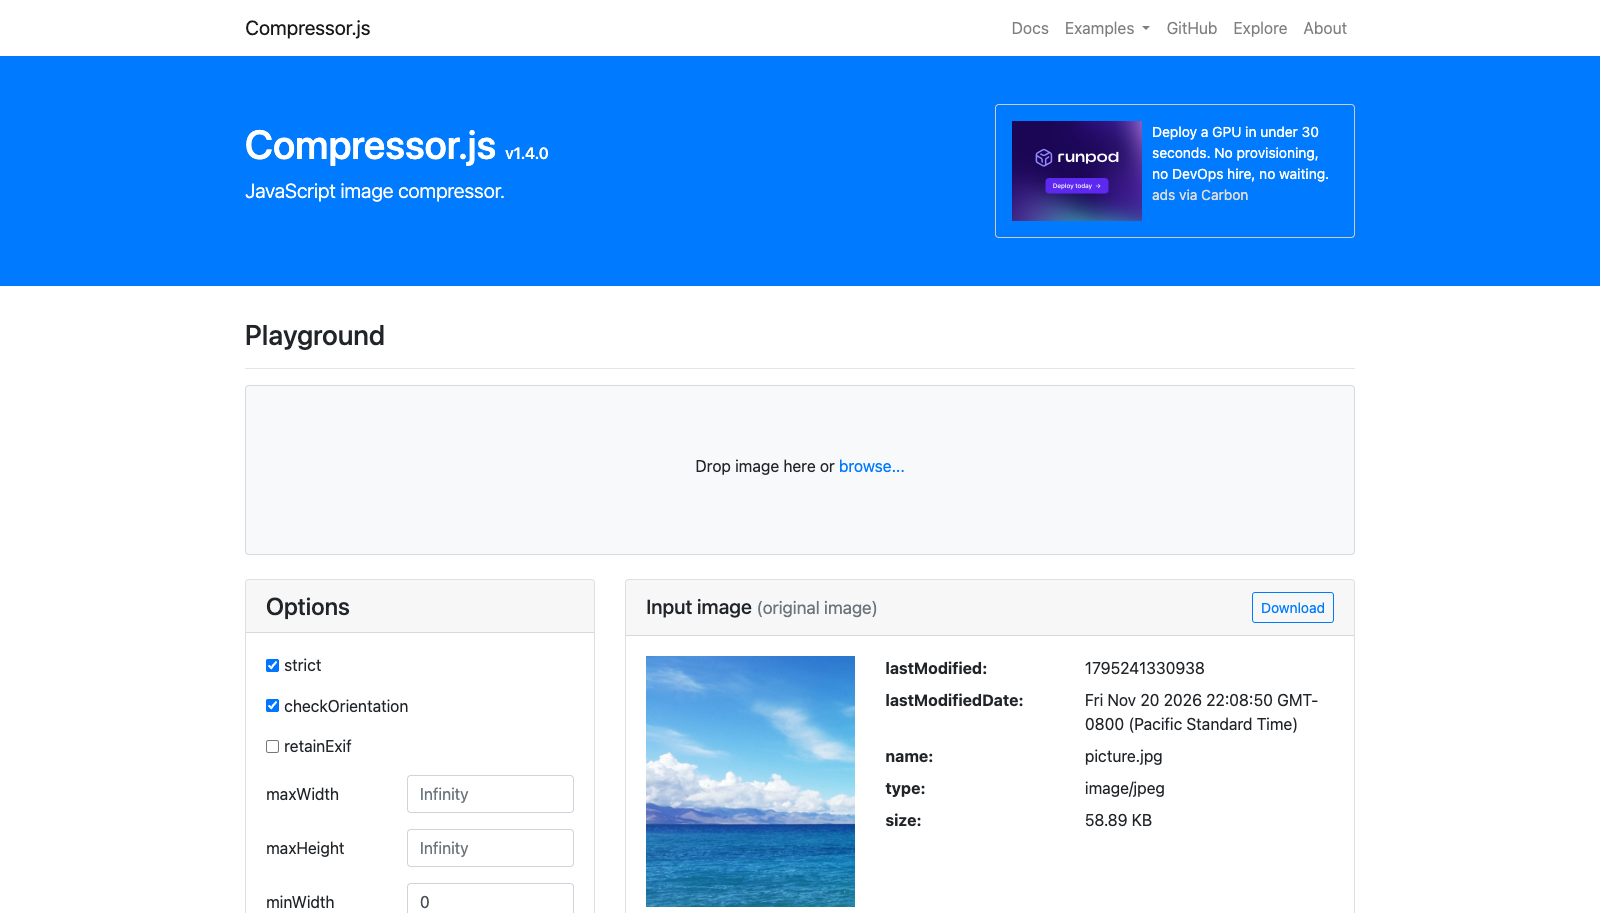 Compressor.js
Docs Examples GitHub Explore About
Compressor.js v1.4.0
JavaScript image compressor.
runpod
Deploy today →
Deploy a GPU in under 30
seconds. No provisioning,
no DevOps hire, no waiting.
ads via Carbon
Playground
Drop image here or browse...
Options
strict
checkOrientation
retainExif
maxWidth Infinity
maxHeight Infinity
minWidth 0
Input image (original image) Download
lastModified: 1795241330938
lastModifiedDate: Fri Nov 20 2026 22:08:50 GMT-
0800 (Pacific Standard Time)
name: picture.jpg
type: image/jpeg
size: 58.89 KB